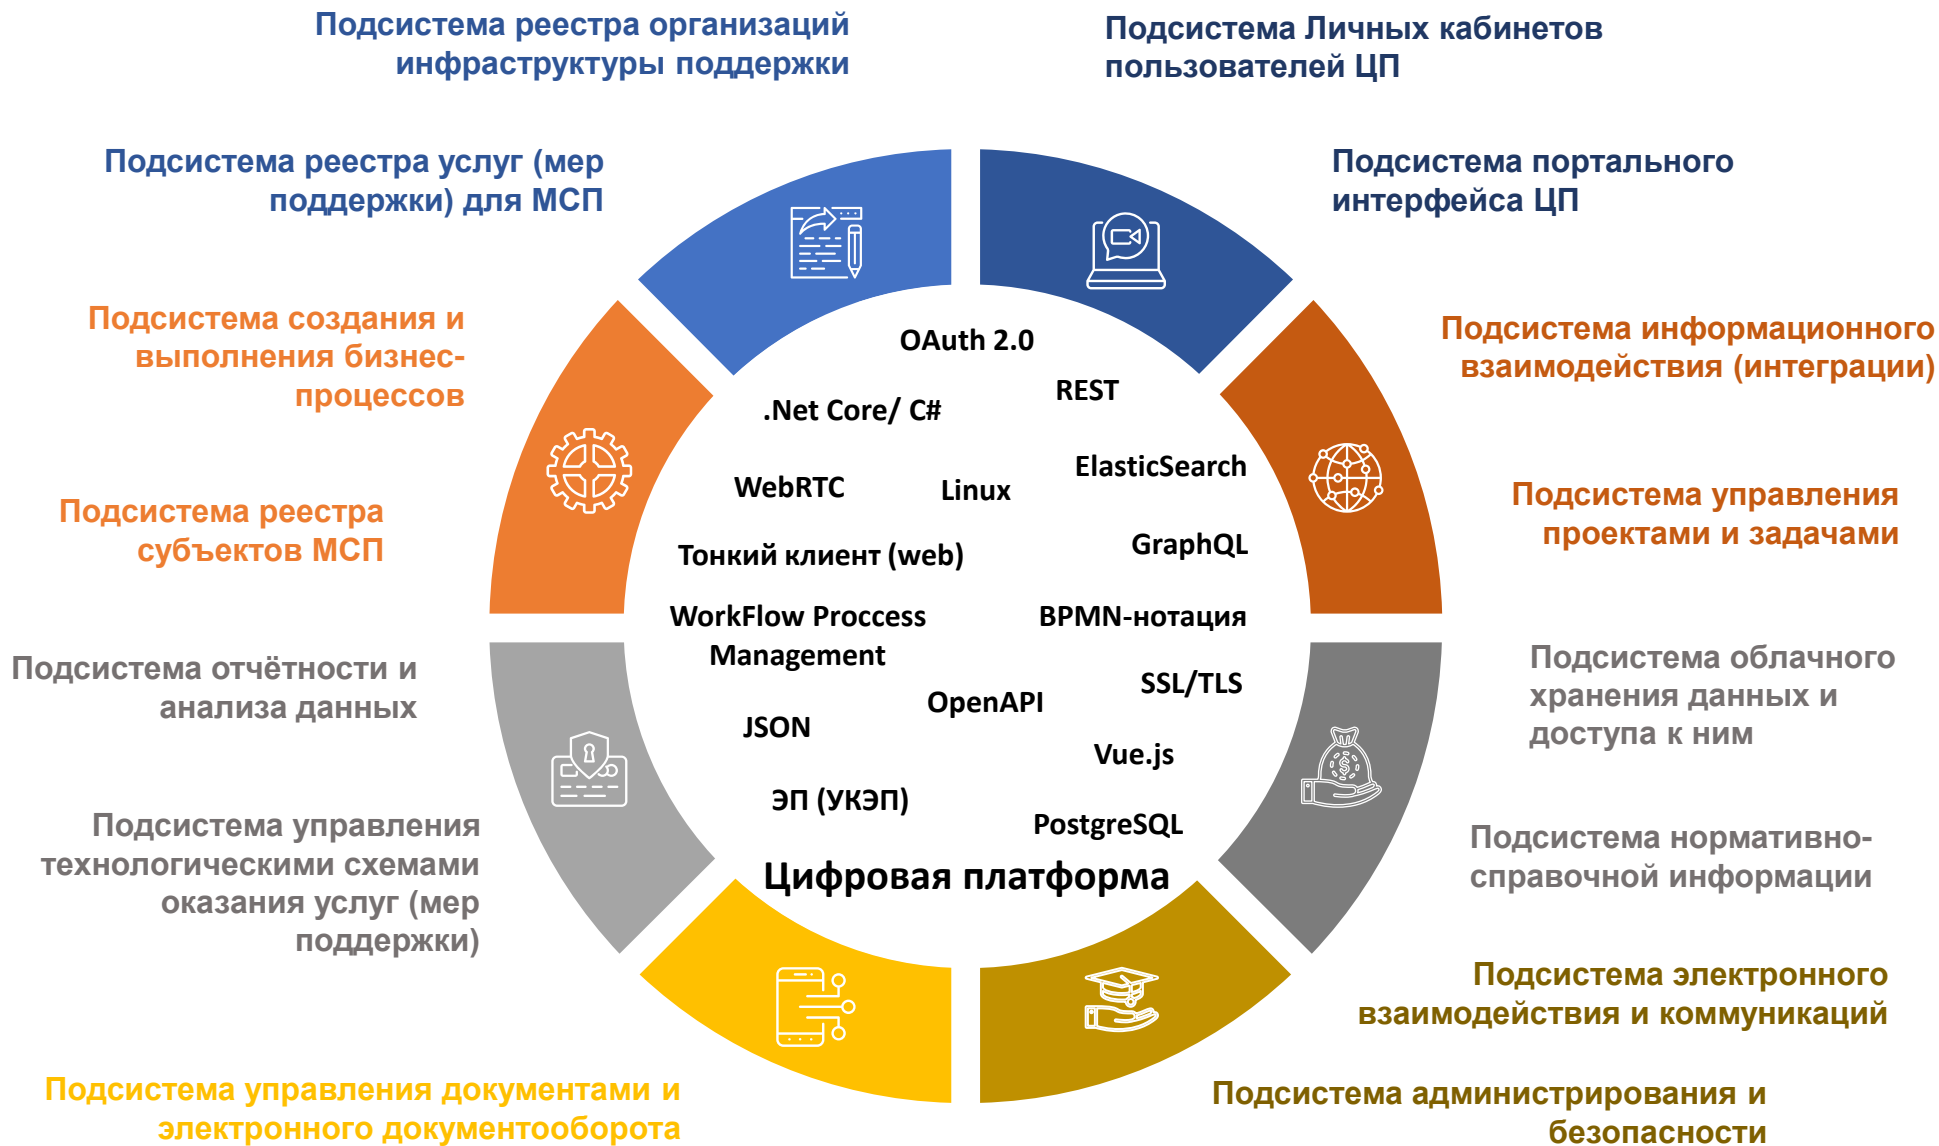 Подсистема реестра организаций
инфраструктуры поддержки
Подсистема Личных кабинетов
пользователей ЦП
Подсистема реестра услуг (мер
поддержки) для МСП
Подсистема портального
интерфейса ЦП
Подсистема создания и
выполнения бизнес-
процессов
Подсистема информационного
взаимодействия (интеграции)
Подсистема реестра
субъектов МСП
Подсистема управления
проектами и задачами
Подсистема отчётности и
анализа данных
Подсистема облачного
хранения данных и
доступа к ним
Подсистема управления
технологическими схемами
оказания услуг (мер
поддержки)
Подсистема нормативно-
справочной информации
Подсистема электронного
взаимодействия и коммуникаций
Подсистема управления документами и
электронного документооборота
Подсистема администрирования и
безопасности
OAuth 2.0
REST
.Net Core/ C#
ElasticSearch
WebRTC
Linux
GraphQL
Тонкий клиент (web)
WorkFlow Proccess
Management
BPMN-нотация
SSL/TLS
OpenAPI
JSON
Vue.js
ЭП (УКЭП)
PostgreSQL
Цифровая платформа